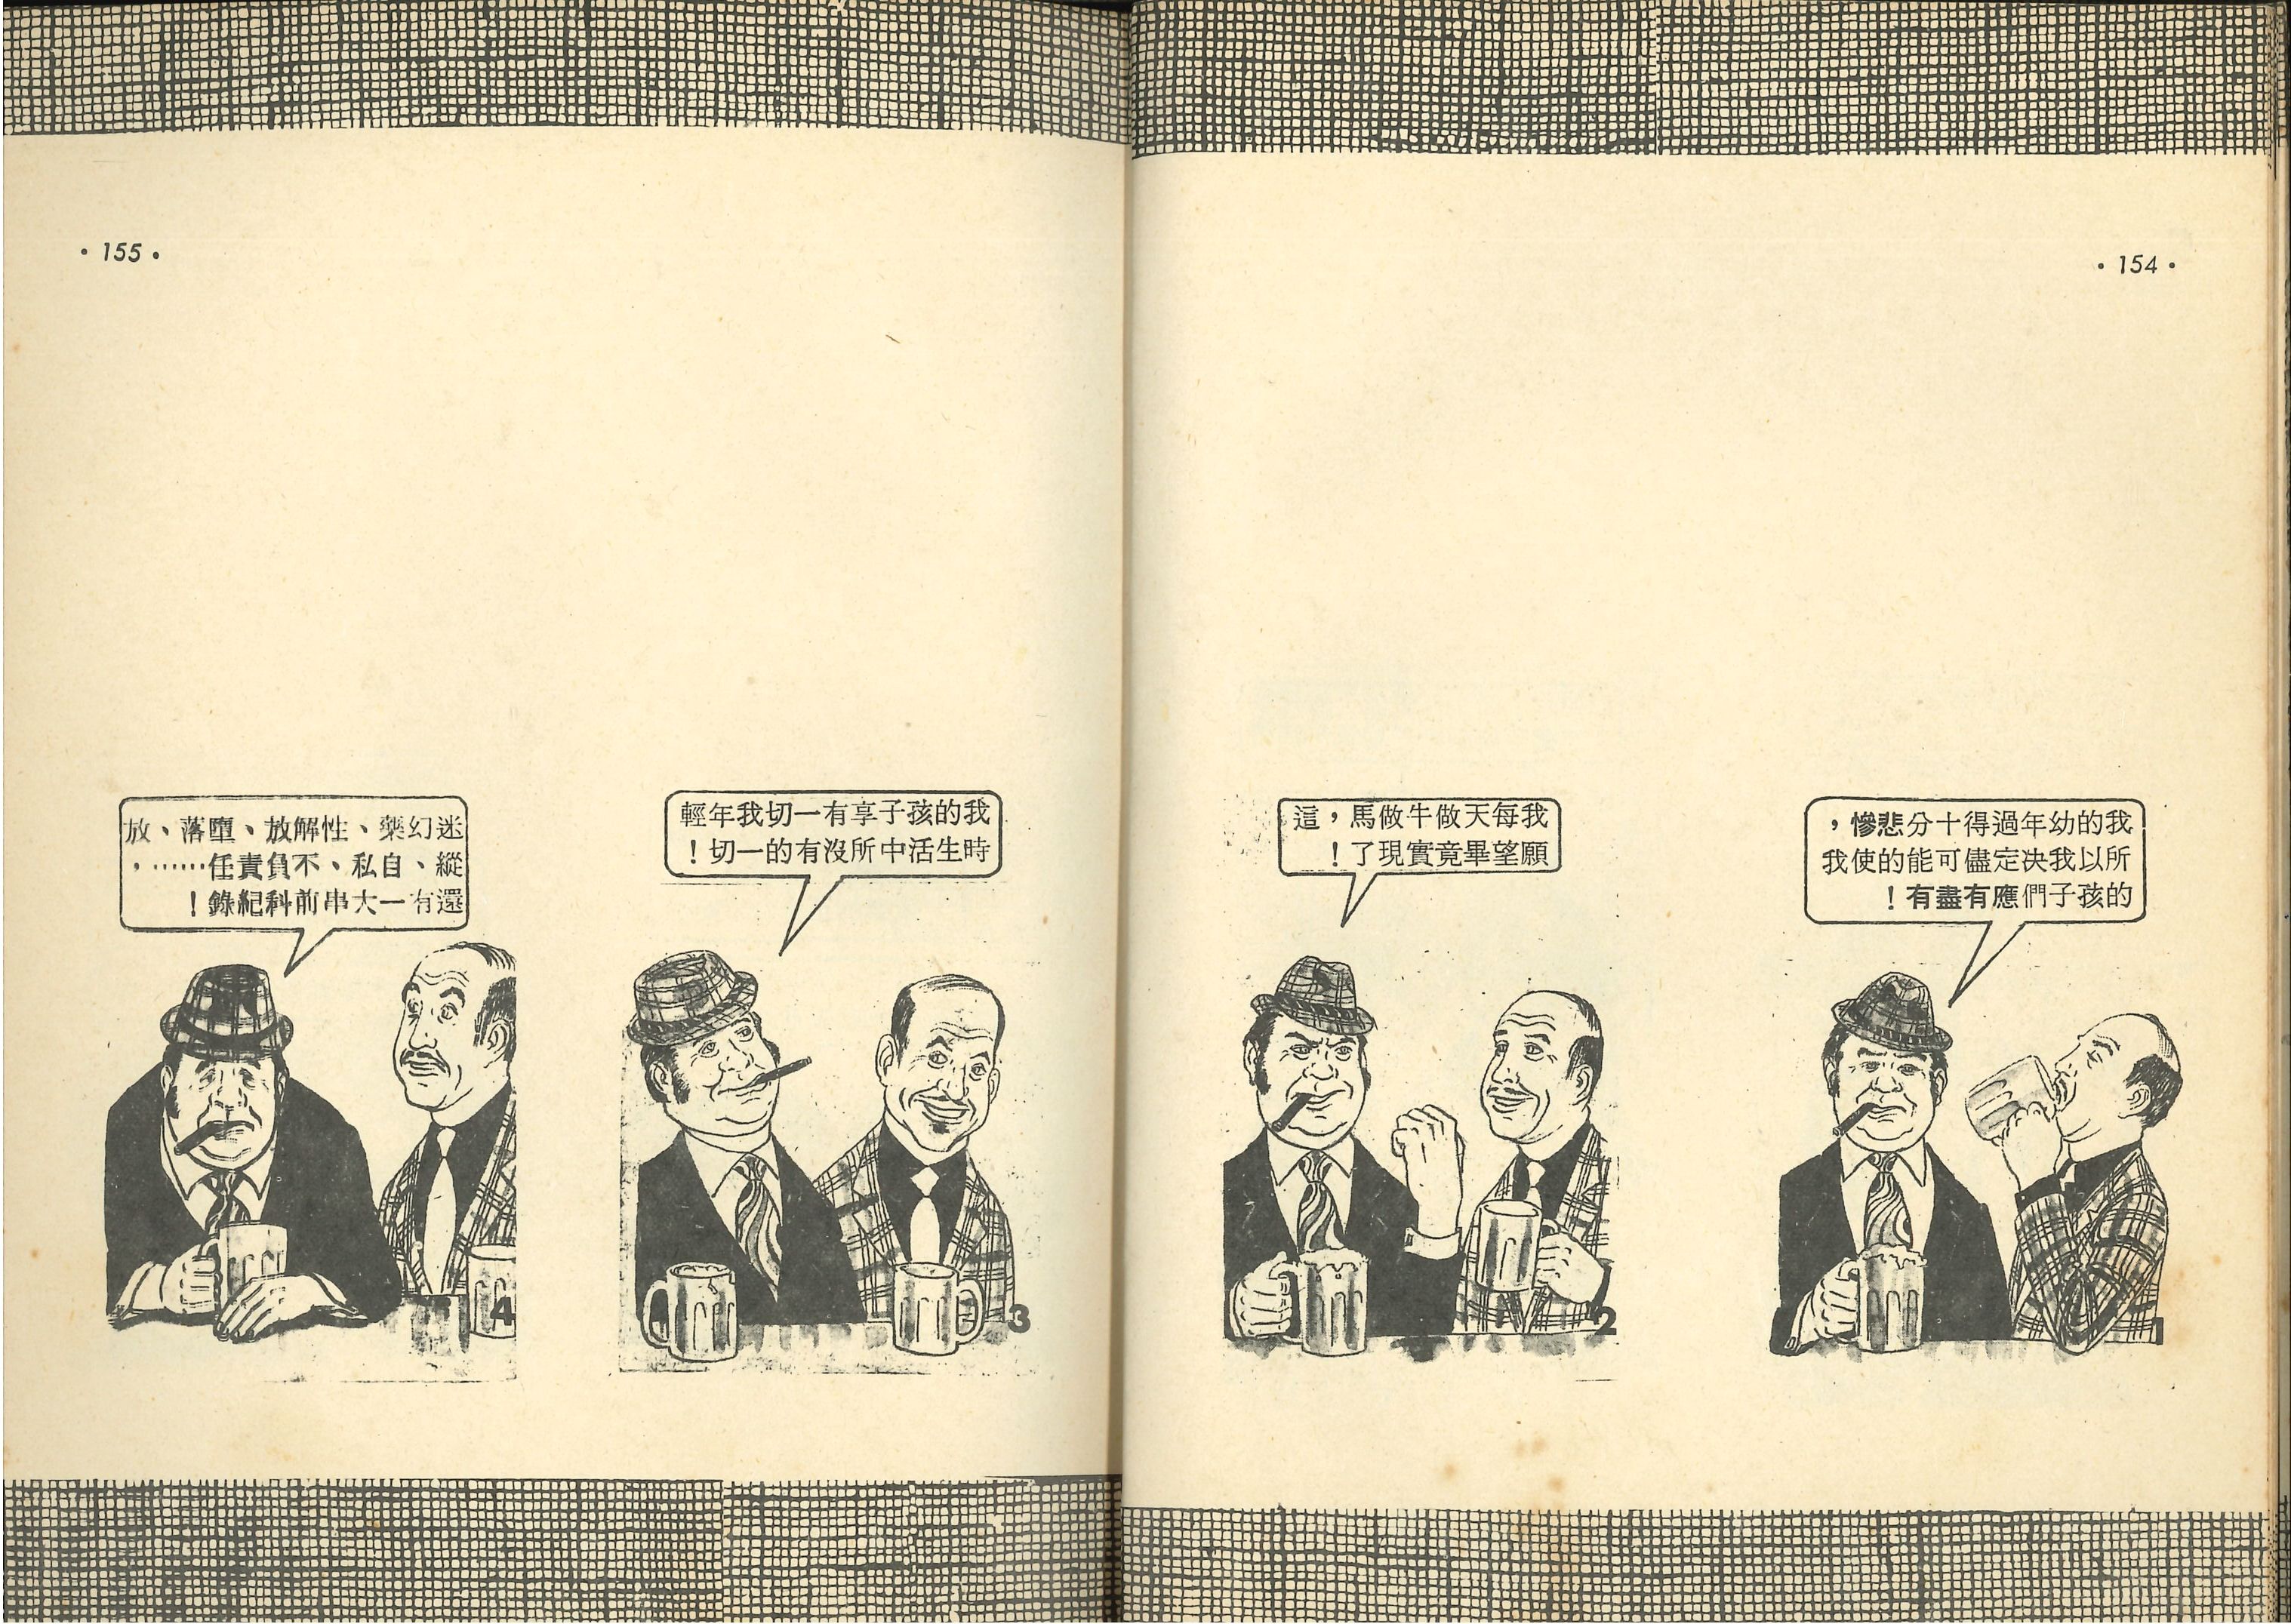 • 154 •
我的幼年過得十分悲慘，
所以我决定儘可能的使我
的孩子們應有盡有！
1
我每天做牛做馬，這
願望畢竟實現了！
2
• 155 •
我的孩子享有一切我年輕
時生活中所沒有的一切！
3
迷幻藥、性解放、墮落、放
縱、自私、不負責任……，
還有一大串前科紀錄！
4